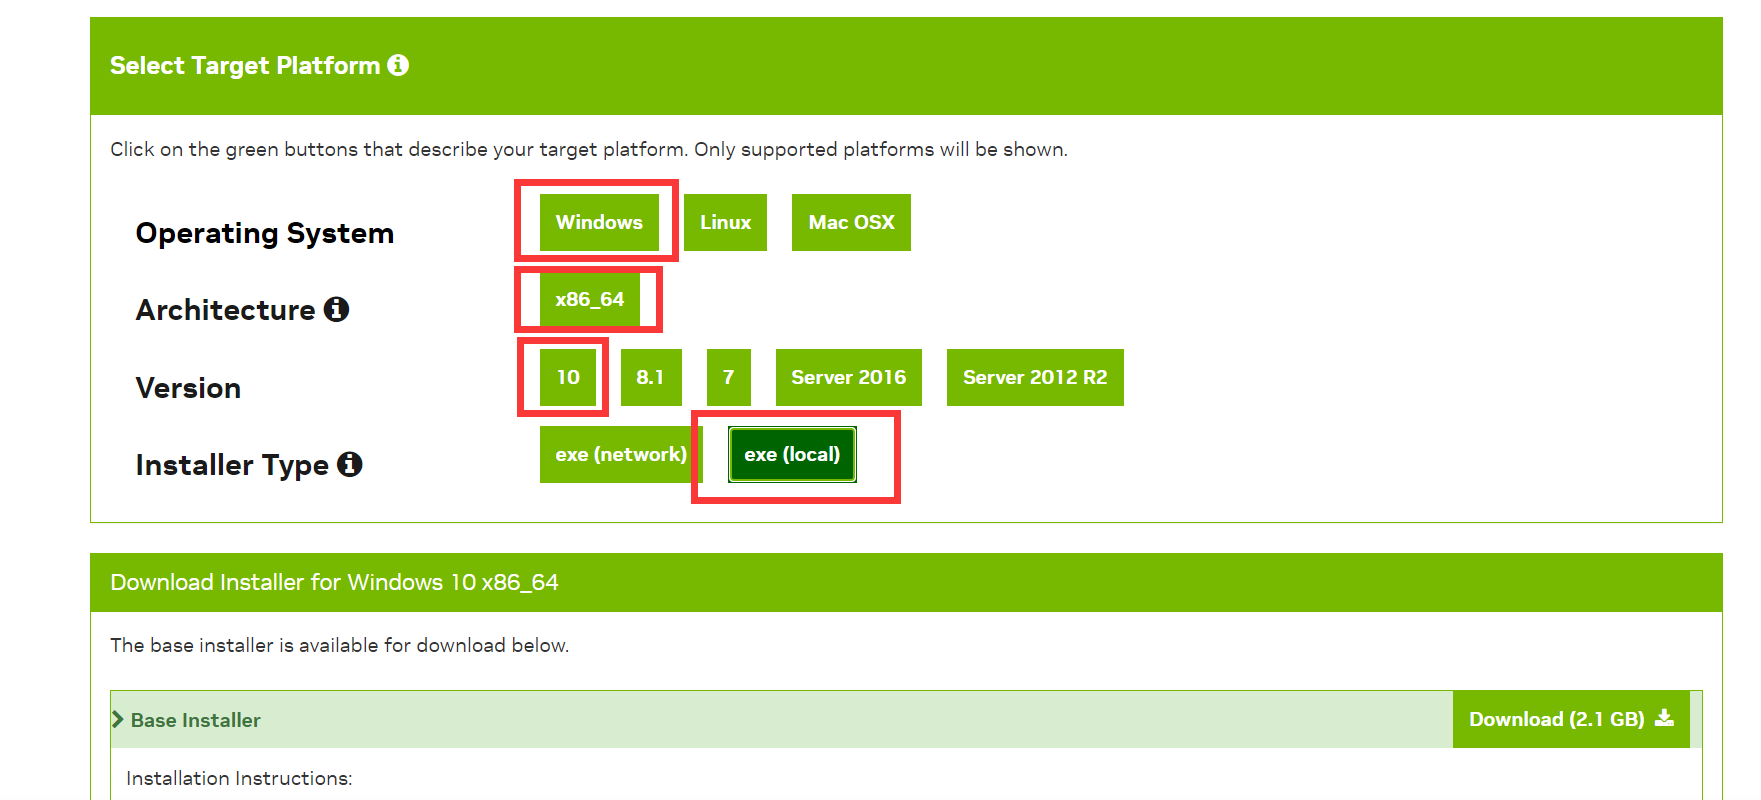 Select Target Platform
Click on the green buttons that describe your target platform. Only supported platforms will be shown.
Operating System Windows Linux Mac OSX
Architecture x86_64
Version 10 8.1 7 Server 2016 Server 2012 R2
Installer Type exe (network) exe (local)
Download Installer for Windows 10 x86_64
The base installer is available for download below.
Base Installer Download (2.1 GB)
Installation Instructions: